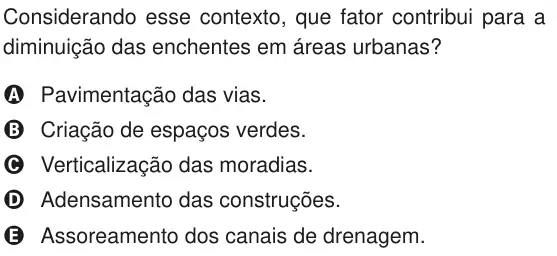 Considerando esse contexto, que fator contribui para a
diminuição das enchentes em áreas urbanas?
A Pavimentação das vias.
B Criação de espaços verdes.
C Verticalização das moradias.
D Adensamento das construções.
E Assoreamento dos canais de drenagem.